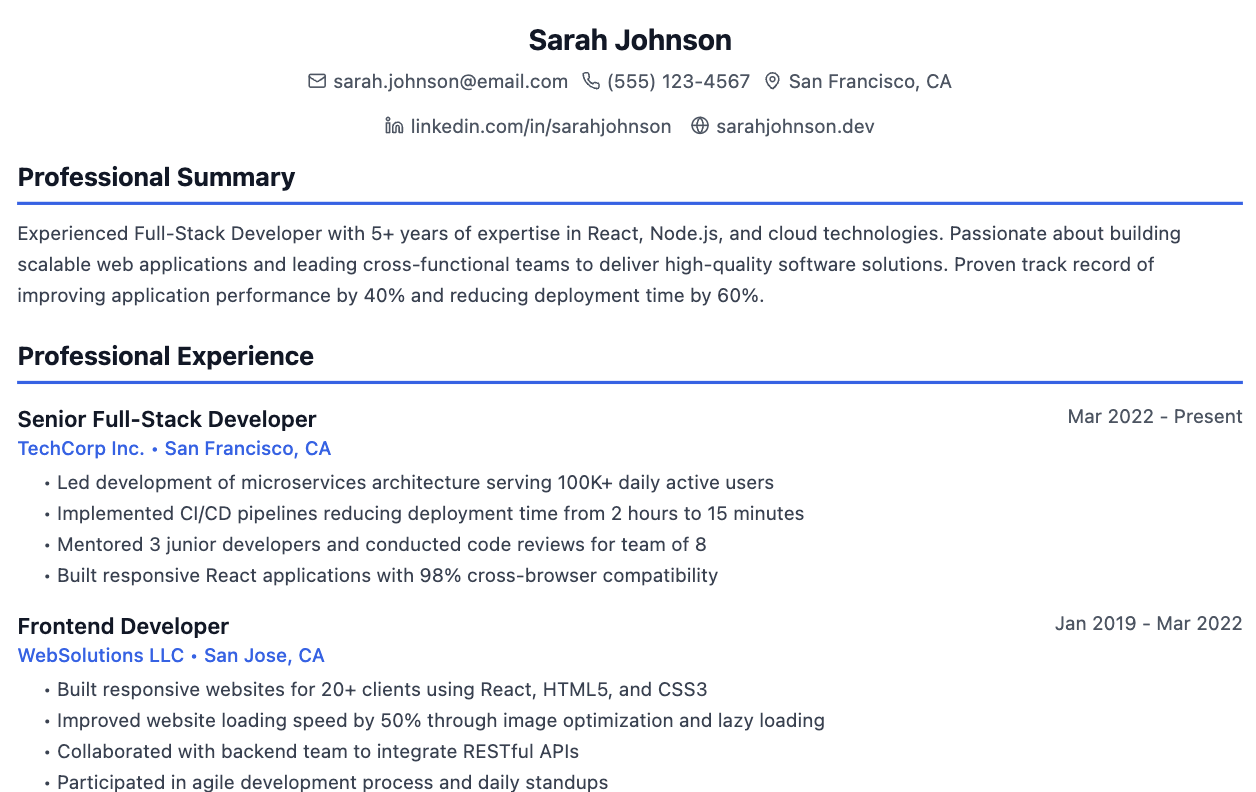 Sarah Johnson
sarah.johnson@email.com (555) 123-4567 San Francisco, CA
linkedin.com/in/sarahjohnson sarahjohnson.dev
Professional Summary
Experienced Full-Stack Developer with 5+ years of expertise in React, Node.js, and cloud technologies. Passionate about building
scalable web applications and leading cross-functional teams to deliver high-quality software solutions. Proven track record of
improving application performance by 40% and reducing deployment time by 60%.
Professional Experience
Senior Full-Stack Developer Mar 2022 - Present
TechCorp Inc. • San Francisco, CA
• Led development of microservices architecture serving 100K+ daily active users
• Implemented CI/CD pipelines reducing deployment time from 2 hours to 15 minutes
• Mentored 3 junior developers and conducted code reviews for team of 8
• Built responsive React applications with 98% cross-browser compatibility
Frontend Developer Jan 2019 - Mar 2022
WebSolutions LLC • San Jose, CA
• Built responsive websites for 20+ clients using React, HTML5, and CSS3
• Improved website loading speed by 50% through image optimization and lazy loading
• Collaborated with backend team to integrate RESTful APIs
• Participated in agile development process and daily standups